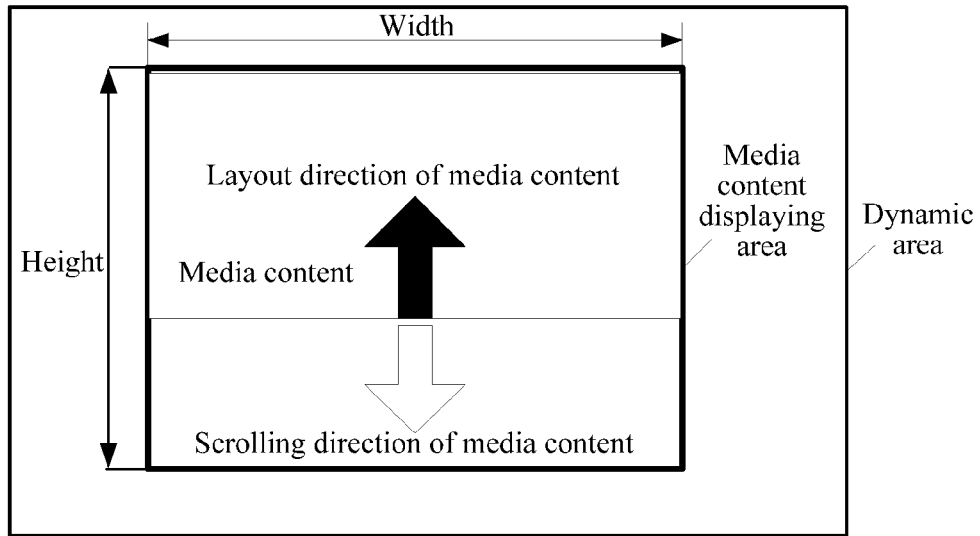 Width
Layout direction of media content
Media
content
displaying
area
Dynamic
area
Height
Media content
Scrolling direction of media content